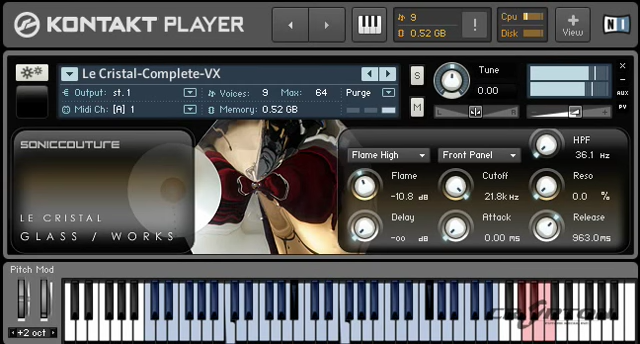 KONTAKT PLAYER
9
0.52 GB
!
Cpu
Disk
+
View
NI
Le Cristal-Complete-VX
Output: st. 1
Voices: 9 Max: 64 Purge
Midi Ch: [A] 1
Memory: 0.52 GB
S
M
Tune
0.00
L R
- +
×
−
AUX
PV
SONICCOUTURE
LE CRISTAL
GLASS / WORKS
Flame High
Front Panel
HPF
36.1 Hz
Flame
-10.8 dB
Cutoff
21.8k Hz
Reso
0.0 %
Delay
-oo dB
Attack
0.00 ms
Release
963.0ms
Pitch Mod
+2 oct